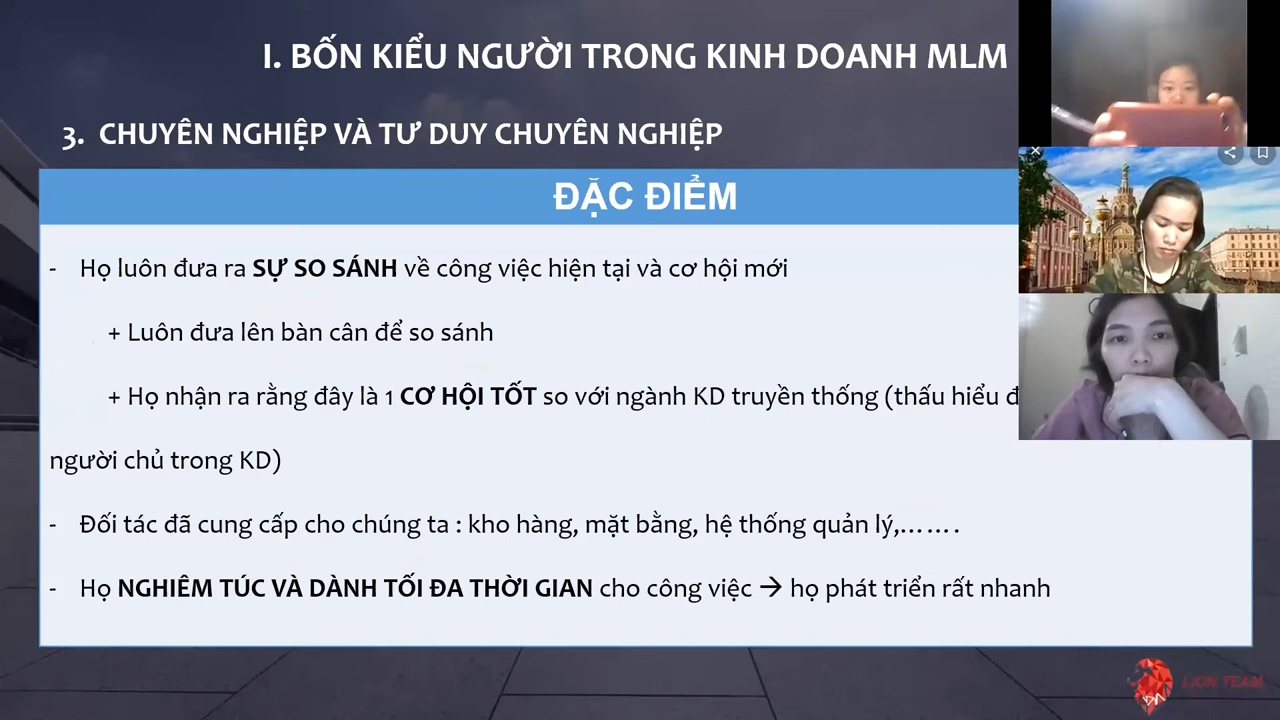 I. BỐN KIỂU NGƯỜI TRONG KINH DOANH MLM
3. CHUYÊN NGHIỆP VÀ TƯ DUY CHUYÊN NGHIỆP
ĐẶC ĐIỂM
- Họ luôn đưa ra SỰ SO SÁNH về công việc hiện tại và cơ hội mới
+ Luôn đưa lên bàn cân để so sánh
+ Họ nhận ra rằng đây là 1 CƠ HỘI TỐT so với ngành KD truyền thống (thấu hiểu
người chủ trong KD)
- Đối tác đã cung cấp cho chúng ta : kho hàng, mặt bằng, hệ thống quản lý,…….
- Họ NGHIÊM TÚC VÀ DÀNH TỐI ĐA THỜI GIAN cho công việc → họ phát triển rất nhanh
LION TEAM